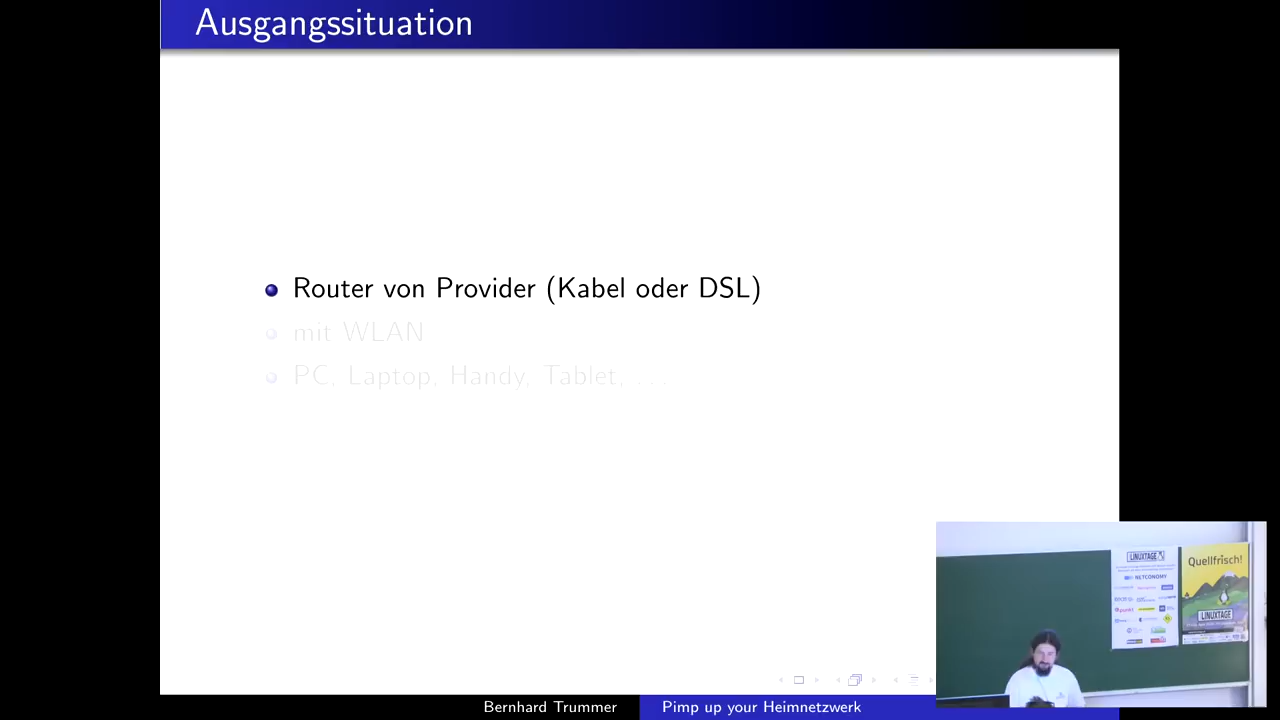 Ausgangssituation
Router von Provider (Kabel oder DSL)
mit WLAN
PC, Laptop, Handy, Tablet, . . .
LINUXTAGE
NETCONOMY
Quellfrisch!
LINUXTAGE
Bernhard Trummer
Pimp up your Heimnetzwerk